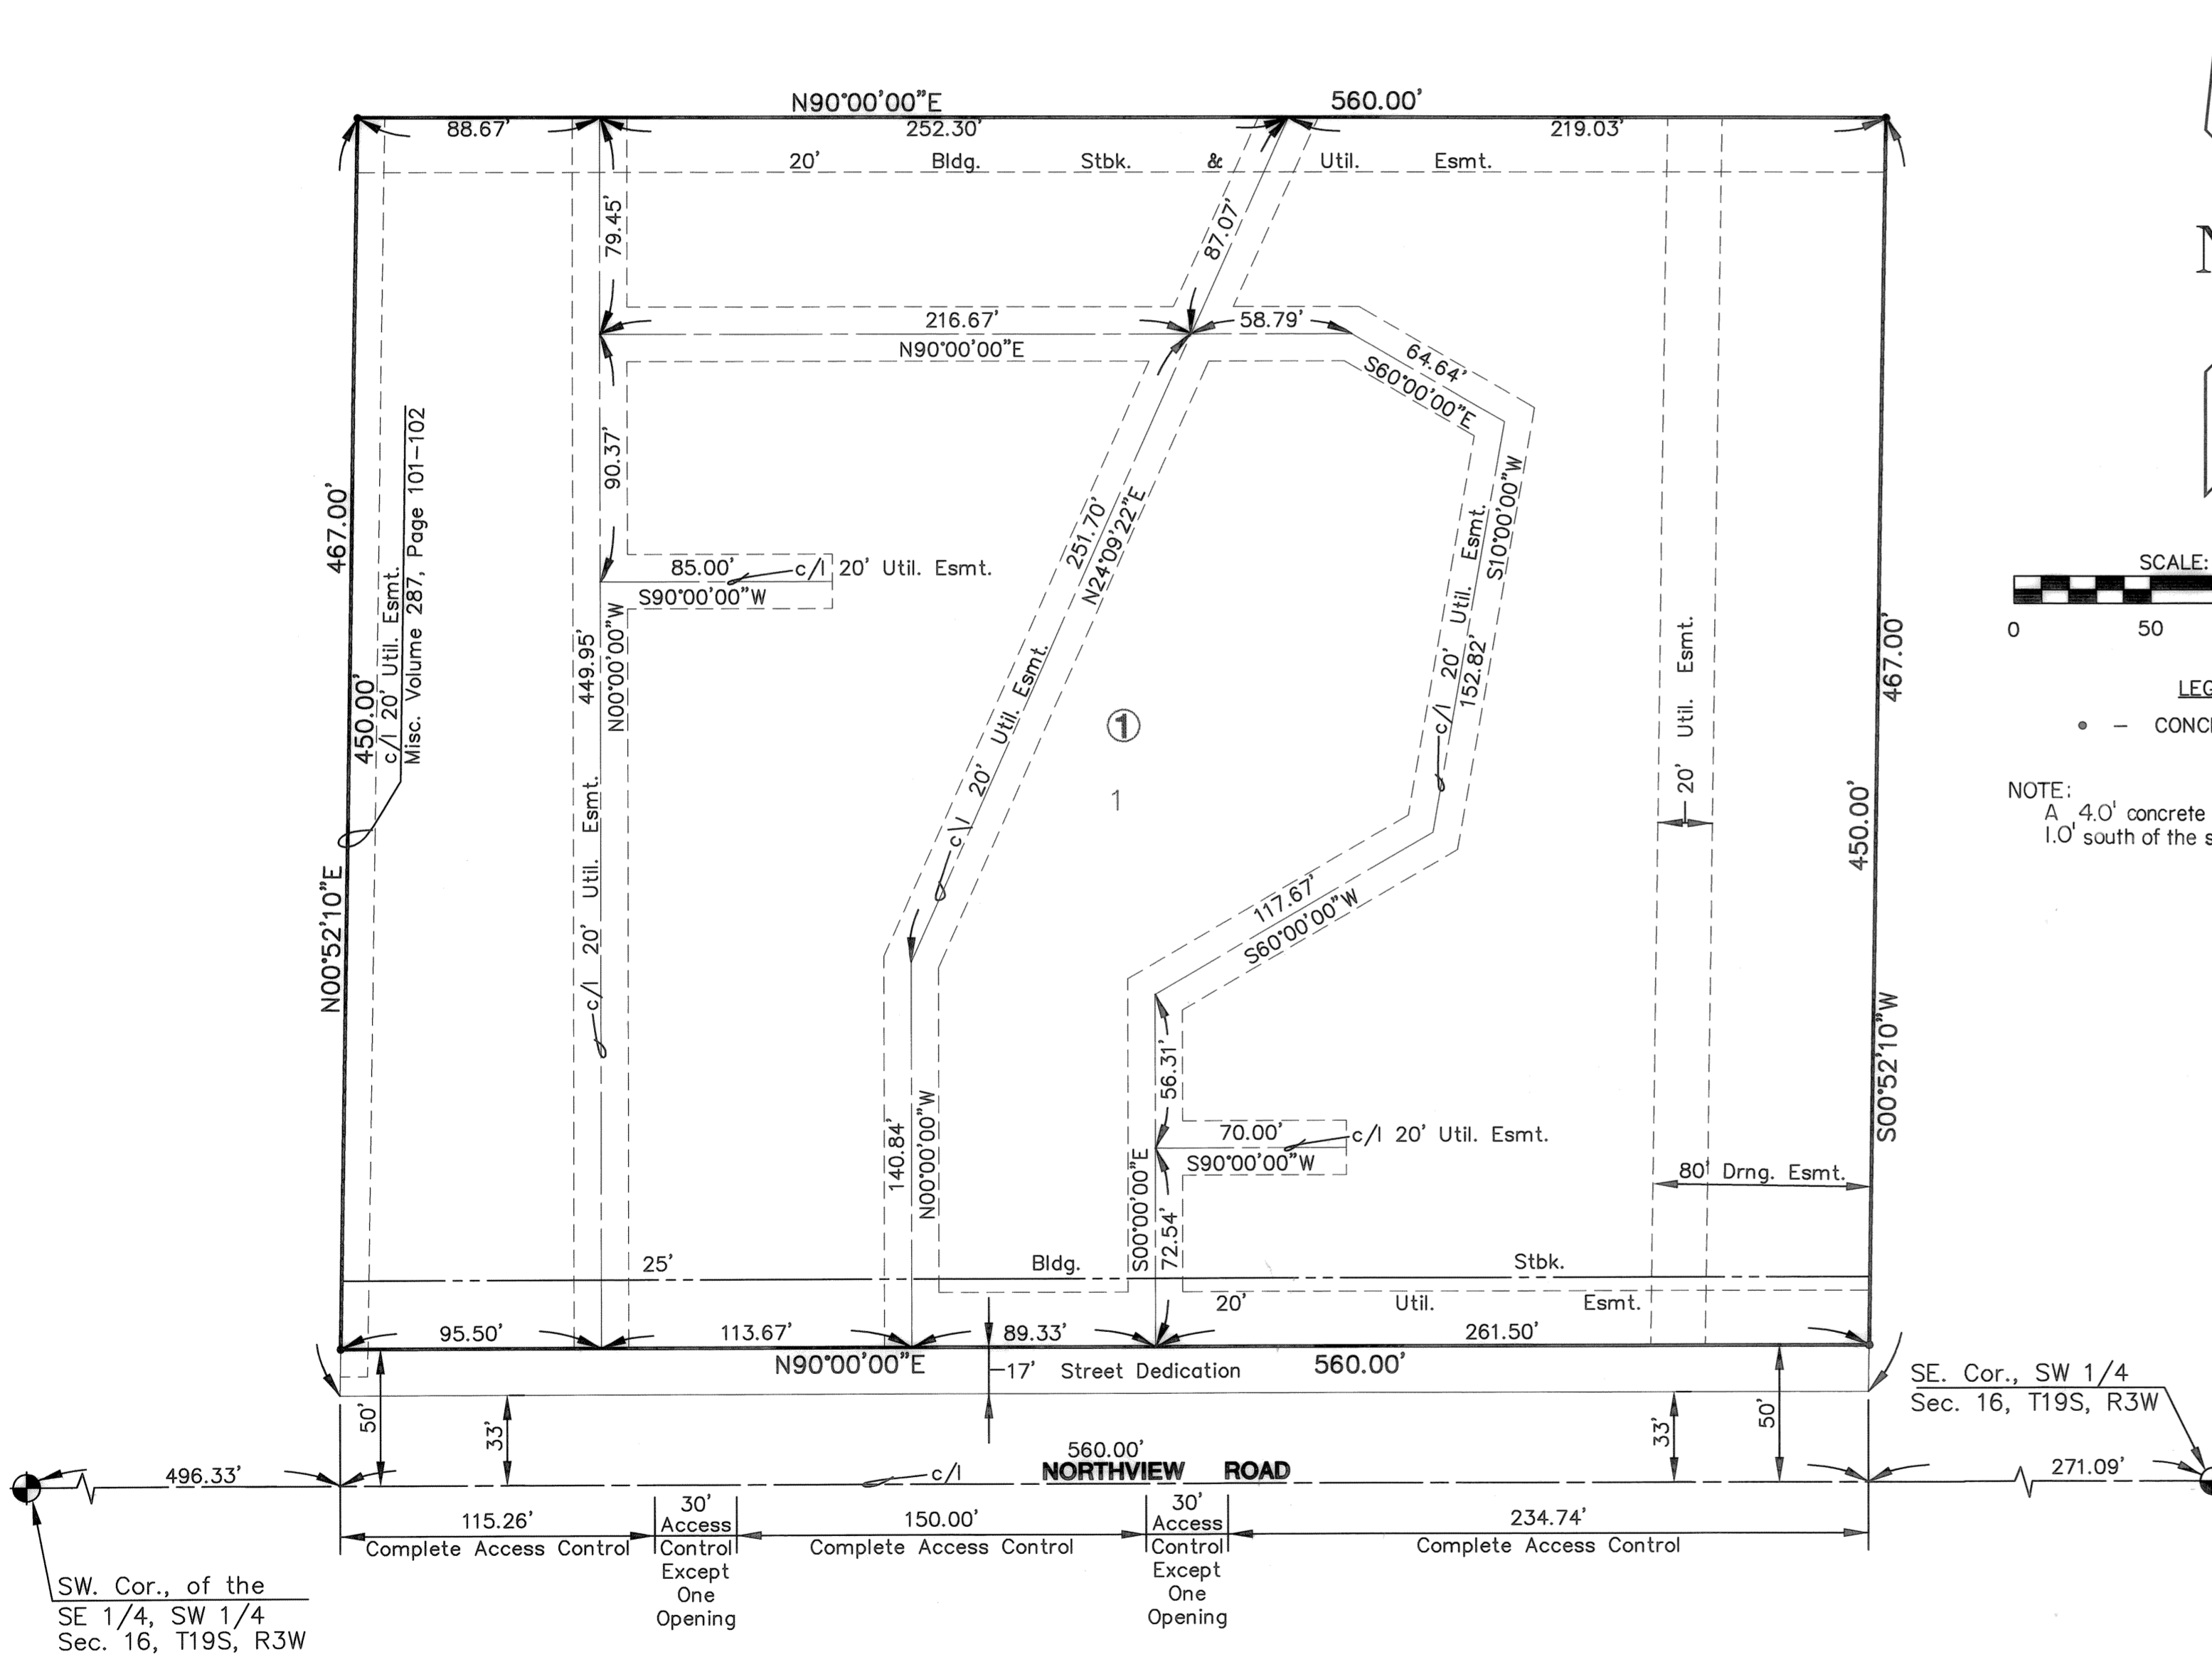 N90°00'00"E
560.00'
88.67'
252.30'
219.03'
20' Bldg. Stbk. & Util. Esmt.
79.45'
87.07'
216.67'
58.79'
N90°00'00"E
64.64'
S60°00'00"E
90.37'
467.00'
450.00'
c/l 20' Util. Esmt.
Misc. Volume 287, Page 101-102
N00°52'10"E
85.00'
c/l 20' Util. Esmt.
S90°00'00"W
449.95'
N00°00'00"W
c/l 20' Util. Esmt.
251.70'
N24°09'22"E
c/l 20' Util. Esmt.
S10°00'00"W
c/l 20' Util. Esmt.
152.82'
1
1
20' Util. Esmt.
467.00'
450.00'
S00°52'10"W
117.67'
S60°00'00"W
56.31'
140.84'
N00°00'00"W
S00°00'00"E
72.54'
70.00'
c/l 20' Util. Esmt.
S90°00'00"W
80' Drng. Esmt.
25' Bldg. Stbk.
20' Util. Esmt.
95.50'
113.67'
89.33'
261.50'
N90°00'00"E
17' Street Dedication
560.00'
50'
33'
33'
50'
SE. Cor., SW 1/4
Sec. 16, T19S, R3W
496.33'
560.00'
c/l
NORTHVIEW ROAD
271.09'
115.26'
Complete Access Control
30'
Access
Control
Except
One
Opening
150.00'
Complete Access Control
30'
Access
Control
Except
One
Opening
234.74'
Complete Access Control
SW. Cor., of the
SE 1/4, SW 1/4
Sec. 16, T19S, R3W
SCALE:
0 50
LEG
• – CONC
NOTE:
A 4.0' concrete
1.0' south of the s